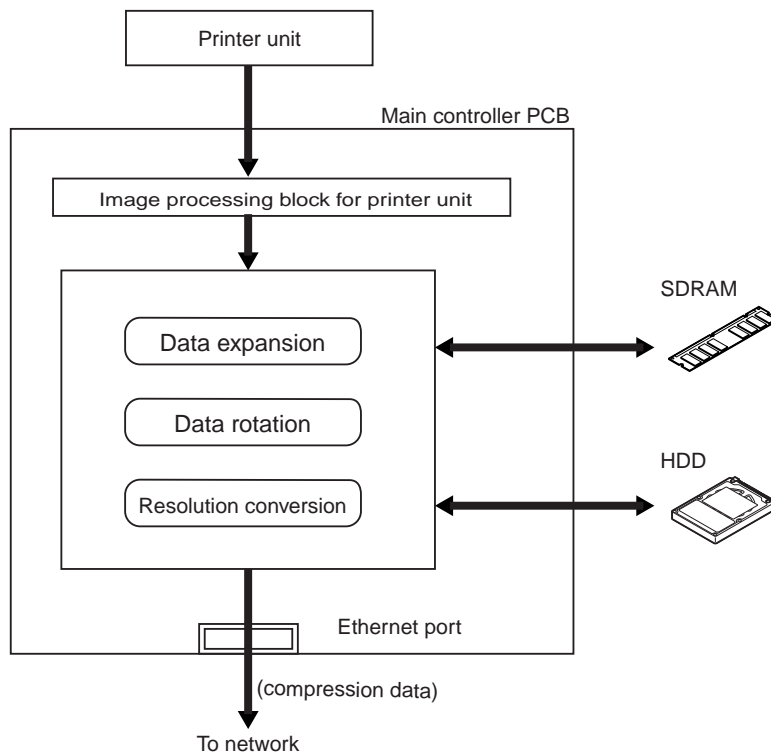 Printer unit
Main controller PCB
Image processing block for printer unit
SDRAM
Data expansion
Data rotation
HDD
Resolution conversion
Ethernet port
(compression data)
To network